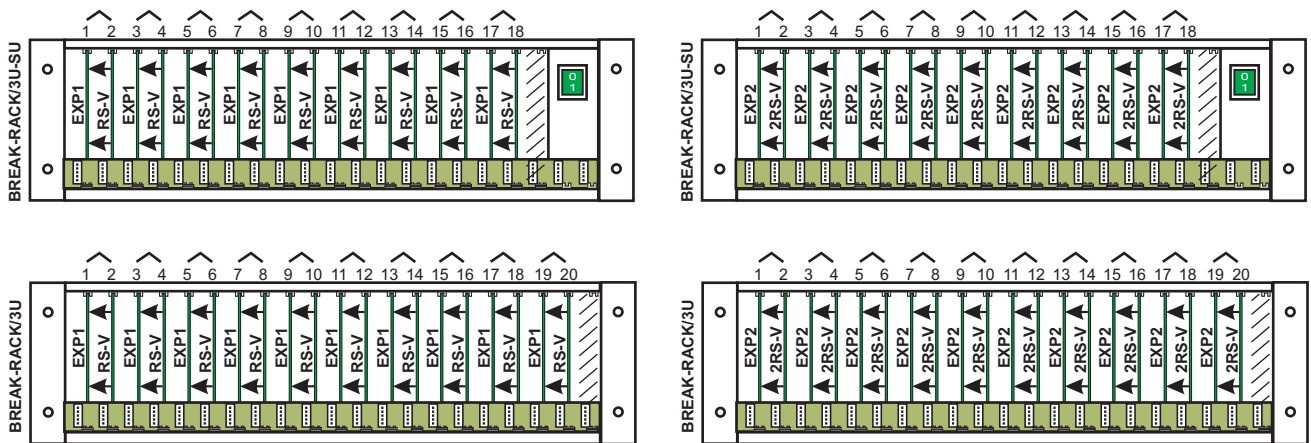 1 2 3 4 5 6 7 8 9 10 11 12 13 14 15 16 17 18
BREAK-RACK/3U-SU
EXP1 RS-V EXP1 RS-V EXP1 RS-V EXP1 RS-V EXP1 RS-V EXP1 RS-V EXP1 RS-V EXP1 RS-V EXP1 RS-V
0
1
1 2 3 4 5 6 7 8 9 10 11 12 13 14 15 16 17 18
BREAK-RACK/3U-SU
EXP2 2RS-V EXP2 2RS-V EXP2 2RS-V EXP2 2RS-V EXP2 2RS-V EXP2 2RS-V EXP2 2RS-V EXP2 2RS-V EXP2 2RS-V
0
1
1 2 3 4 5 6 7 8 9 10 11 12 13 14 15 16 17 18 19 20
BREAK-RACK/3U
EXP1 RS-V EXP1 RS-V EXP1 RS-V EXP1 RS-V EXP1 RS-V EXP1 RS-V EXP1 RS-V EXP1 RS-V EXP1 RS-V EXP1 RS-V
1 2 3 4 5 6 7 8 9 10 11 12 13 14 15 16 17 18 19 20
BREAK-RACK/3U
EXP2 2RS-V EXP2 2RS-V EXP2 2RS-V EXP2 2RS-V EXP2 2RS-V EXP2 2RS-V EXP2 2RS-V EXP2 2RS-V EXP2 2RS-V EXP2 2RS-V